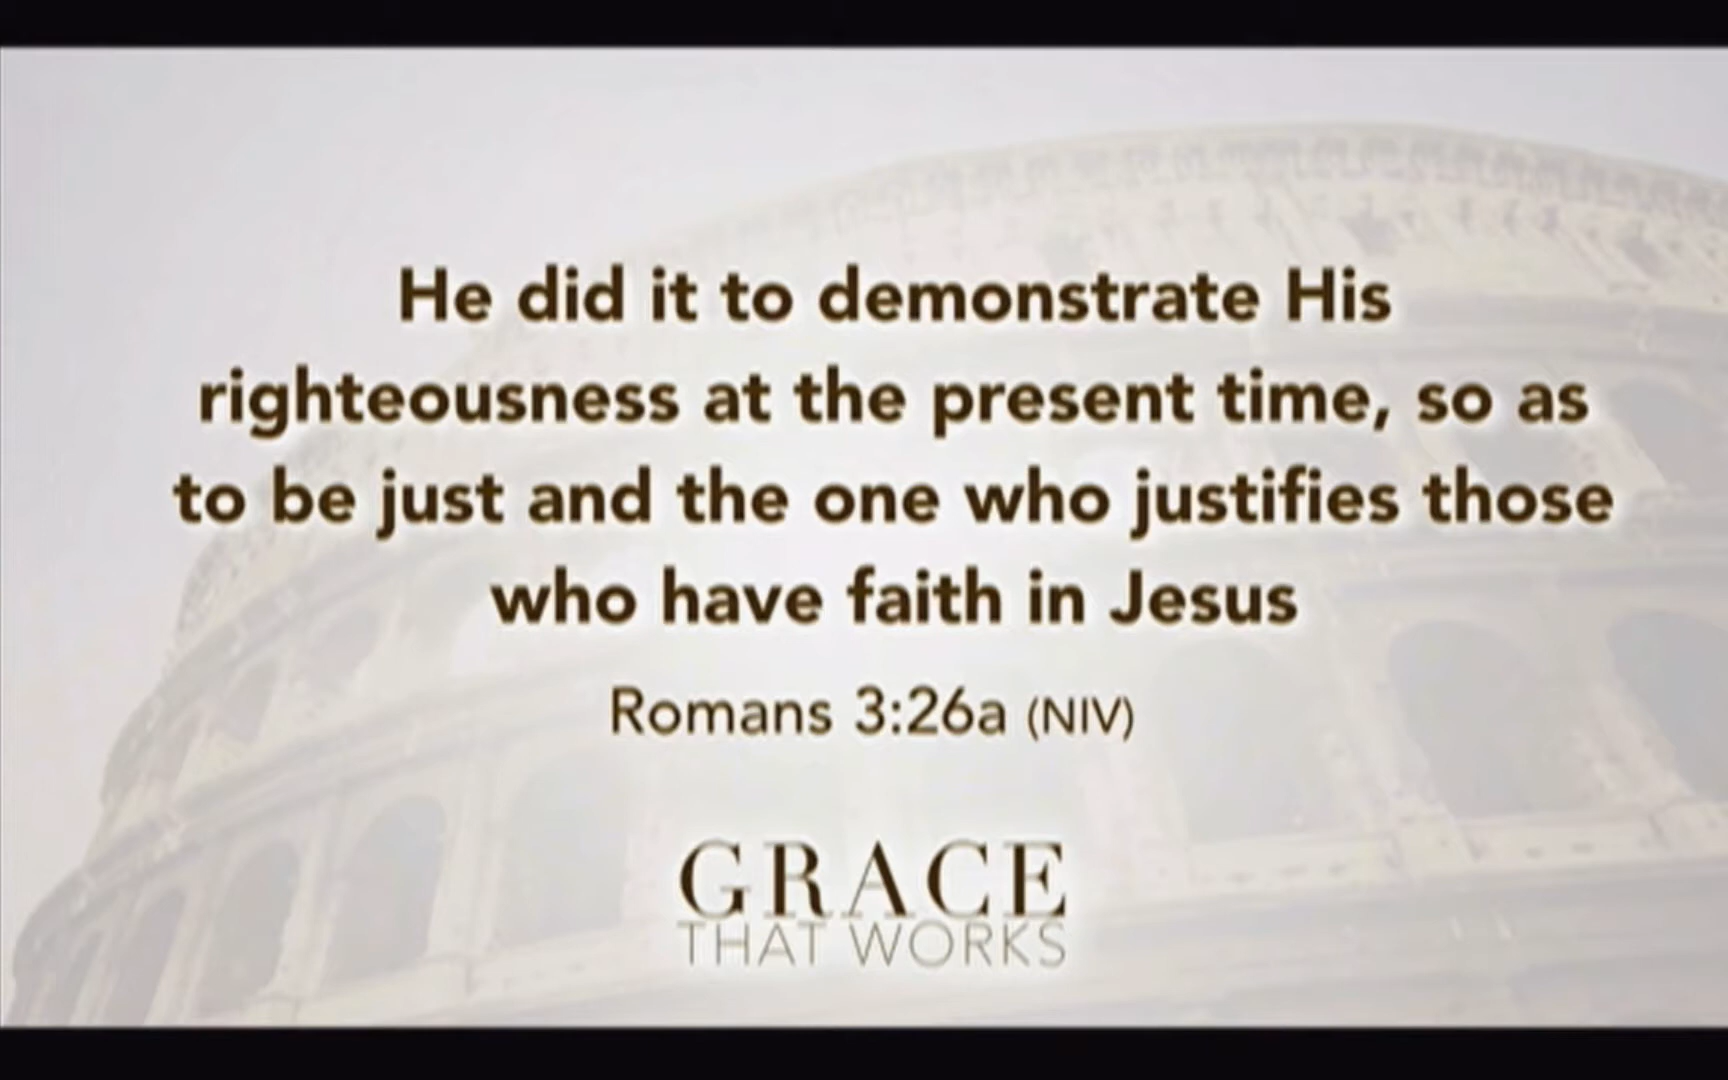 He did it to demonstrate His
righteousness at the present time, so as
to be just and the one who justifies those
who have faith in Jesus
Romans 3:26a (NIV)
GRACE
THAT WORKS